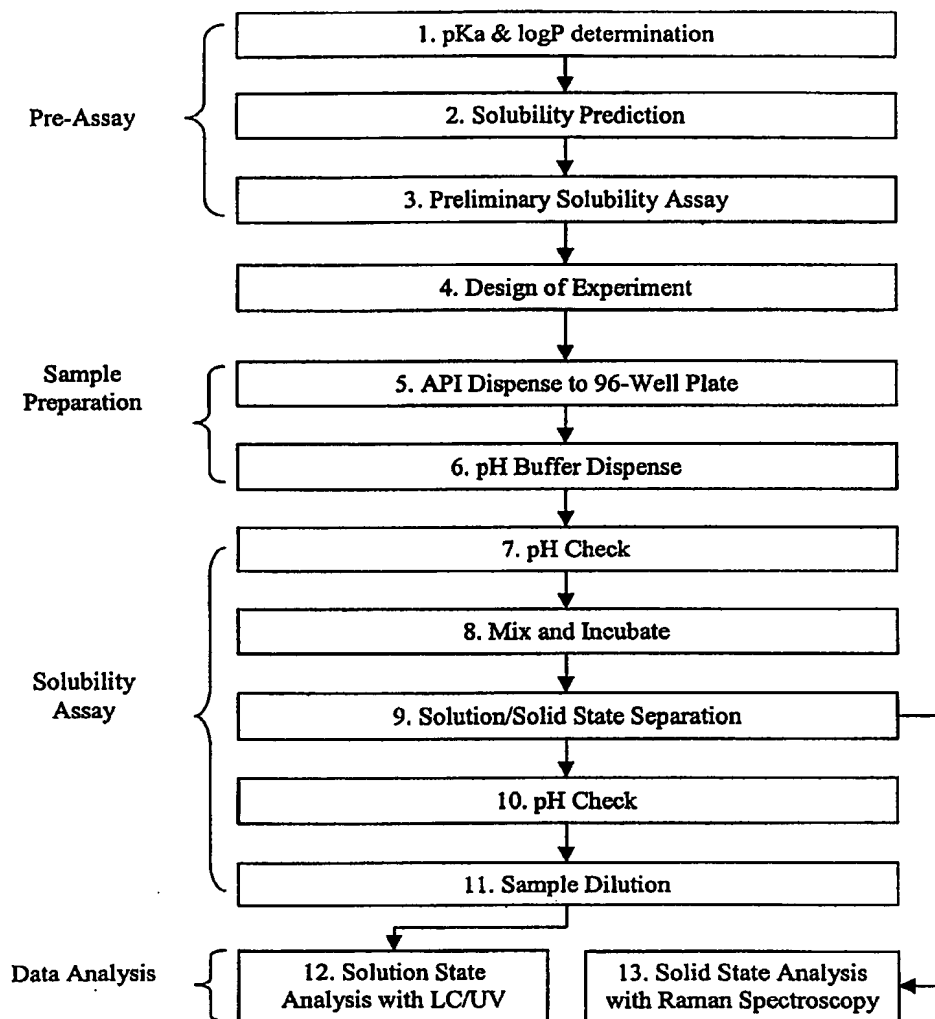 1. pKa & logP determination
Pre-Assay
2. Solubility Prediction
3. Preliminary Solubility Assay
4. Design of Experiment
Sample
Preparation
5. API Dispense to 96-Well Plate
6. pH Buffer Dispense
7. pH Check
8. Mix and Incubate
Solubility
Assay
9. Solution/Solid State Separation
10. pH Check
11. Sample Dilution
Data Analysis
12. Solution State
Analysis with LC/UV
13. Solid State Analysis
with Raman Spectroscopy